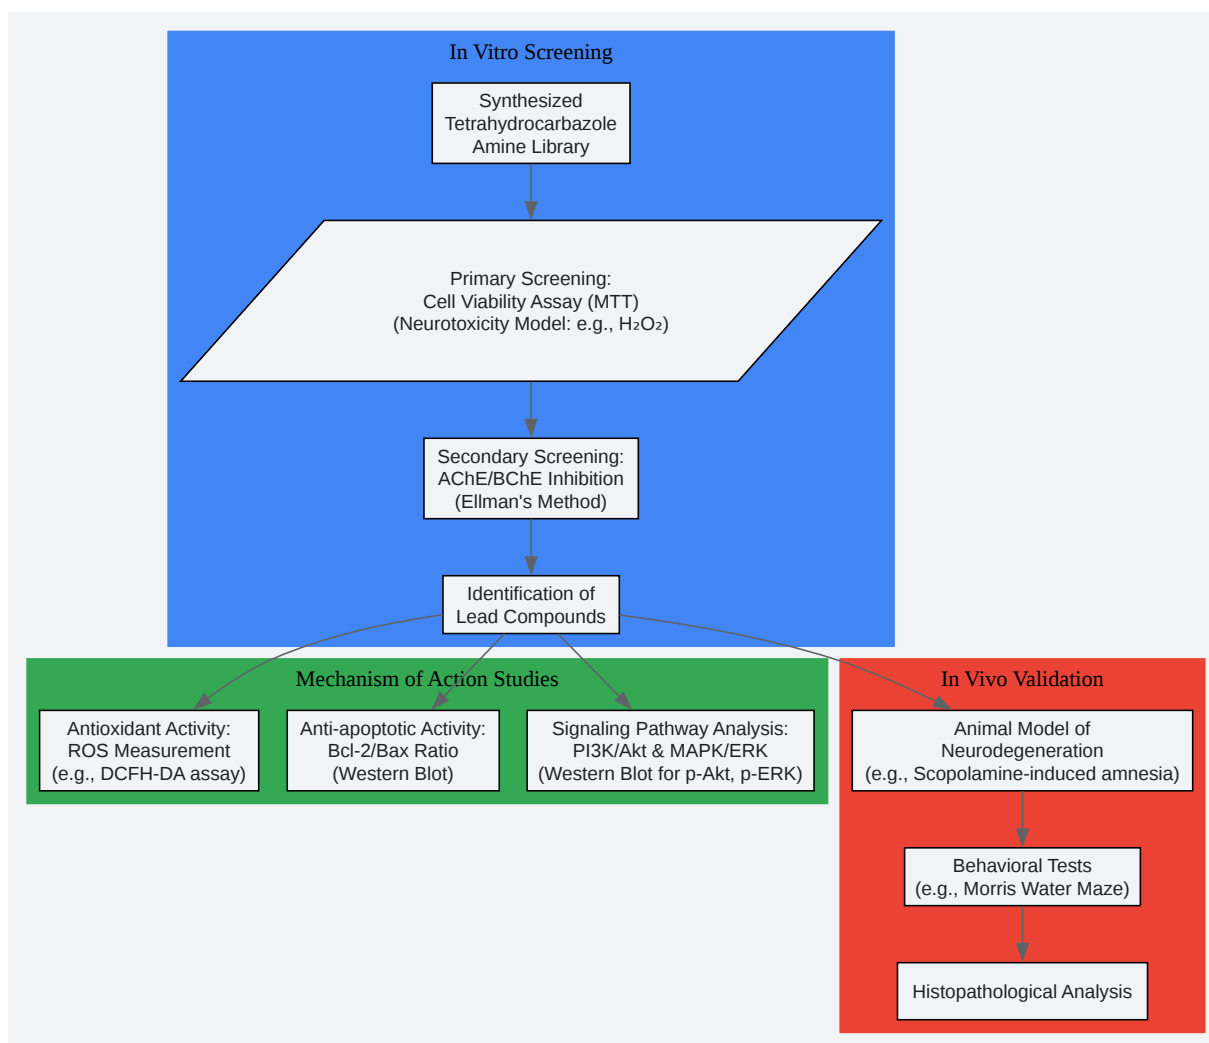 In Vitro Screening
Synthesized
Tetrahydrocarbazole
Amine Library
Primary Screening:
Cell Viability Assay (MTT)
(Neurotoxicity Model: e.g., H₂O₂)
Secondary Screening:
AChE/BChE Inhibition
(Ellman's Method)
Identification of
Lead Compounds
Mechanism of Action Studies
Antioxidant Activity:
ROS Measurement
(e.g., DCFH-DA assay)
Anti-apoptotic Activity:
Bcl-2/Bax Ratio
(Western Blot)
Signaling Pathway Analysis:
PI3K/Akt & MAPK/ERK
(Western Blot for p-Akt, p-ERK)
In Vivo Validation
Animal Model of
Neurodegeneration
(e.g., Scopolamine-induced amnesia)
Behavioral Tests
(e.g., Morris Water Maze)
Histopathological Analysis